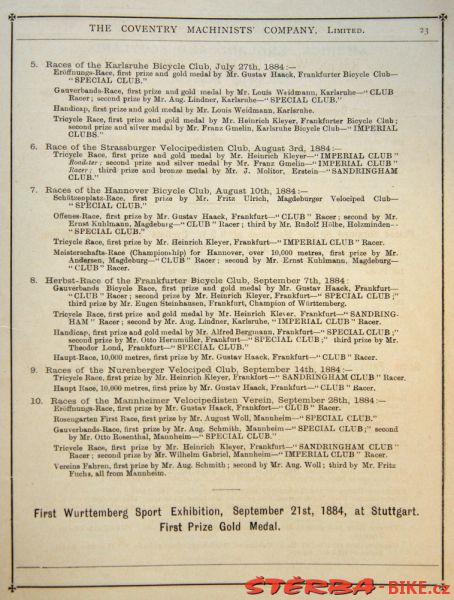 THE COVENTRY MACHINISTS' COMPANY, LIMITED. 23
5. Races of the Karlsruhe Bicycle Club, July 27th, 1884:—
Eröffnungs-Race, first prize and gold medal by Mr. Gustav Haack, Frankfurter Bicycle Club—
"SPECIAL CLUB."
Gauverbands-Race, first prize and gold medal by Mr. Louis Weidmann, Karlsruhe—"CLUB
Racer; second prize by Mr. Aug. Lindner, Karlsruhe—"SPECIAL CLUB."
Handicap, first prize and gold medal by Mr. Louis Weidmann, Karlsruhe.
Tricycle Race, first prize and gold medal by Mr. Heinrich Kleyer, Frankfurter Bicycle Club;
second prize and silver medal by Mr. Franz Gmelin, Karlsruhe Bicycle Club—"IMPERIAL
CLUBS."
6. Race of the Strassburger Velocipedisten Club, August 3rd, 1884:—
Tricycle Race, first prize and gold medal by Mr. Heinrich Kleyer—"IMPERIAL CLUB"
Roadster; second prize and silver medal by Mr. Franz Gmelin—"IMPERIAL CLUB"
Racer; third prize and bronze medal by Mr. J. Molitor, Erstein—"SANDRINGHAM
CLUB."
7. Races of the Hannover Bicycle Club, August 10th, 1884:—
Schützenplatz-Race, first prize by Mr. Fritz Ulrich, Magdeburger Velociped Club—
"SPECIAL CLUB."
Offenes-Race, first prize by Mr. Gustav Haack, Frankfurt—"CLUB" Racer; second by Mr.
Ernst Kuhlmann, Magdeburg—"CLUB" Racer; third by Mr. Rudolf Hölbe, Holzminden—
"SPECIAL CLUB."
Tricycle Race, first prize by Mr. Heinrich Kleyer, Frankfurt—"IMPERIAL CLUB" Racer.
Meisterschafts-Race (Championship) for Hannover, over 10,000 metres, first prize by Mr.
Andersen, Magdeburg—"CLUB" Racer; second by Mr. Ernst Kuhlmann, Magdeburg—
"CLUB" Racer.
8. Herbst-Race of the Frankfurter Bicycle Club, September 7th, 1884:
Gauverbands Bicycle Race, first prize and gold medal by Mr. Gustav Haack, Frankfurt—
"CLUB" Racer; second prize by Mr. Heinrich Kleyer, Frankfurt—"SPECIAL CLUB;"
third prize by Mr. Eugen Steinhausen, Frankfurt, Champion of Württemberg.
Tricycle Race, first prize and gold medal by Mr. Heinrich Kleyer, Frankfurt—"SANDRING-
HAM" Racer; second by Mr. Aug. Lindner, Karlsruhe, "IMPERIAL CLUB" Racer.
Handicap, first prize and gold medal by Mr. Alfred Bergmann, Frankfurt—"SPECIAL CLUB;"
second prize by Mr. Otto Hernmüller, Frankfurt—"SPECIAL CLUB;" third prize by Mr.
Theodor Lond, Frankfurt—"SPECIAL CLUB."
Haupt-Race, 10,000 metres, first prize by Mr. Gustav Haack, Frankfurt—"CLUB" Racer.
9. Races of the Nurenberger Velociped Club, September 14th, 1884:—
Tricycle Race, first prize by Mr. Heinrich Kleyer, Frankfurt—"SANDRINGHAM CLUB" Racer.
Haupt Race, 10,000 metres, first prize by Mr. Gustav Haack, Frankfurt—"CLUB" Racer.
10. Races of the Mannheimer Velocipedisten Verein, September 28th, 1884:—
Eröffnungs-Race, first prize by Mr. Gustav Haack, Frankfort—"CLUB" Racer.
Rosengarten First Race, first prize by Mr. August Woll, Mannheim—"SPECIAL CLUB."
Gauverbands-Race, first prize by Mr. Aug. Schmith, Mannheim—"SPECIAL CLUB;" second
by Mr. Otto Rosenthal, Mannheim—"SPECIAL CLUB."
Tricycle Race, first prize by Mr. Heinrich Kleyer, Frankfurt—"SANDRINGHAM CLUB"
Racer; second by Mr. Wilhelm Gabriel, Mannheim—"IMPERIAL CLUB" Racer.
Vereins Fahren, first prize by Mr. Aug. Schmith; second by Mr. Aug. Woll; third by Mr. Fritz
Fuchs, all from Mannheim.
First Wurttemberg Sport Exhibition, September 21st, 1884, at Stuttgart.
First Prize Gold Medal.
ŠTĚRBA-BIKE.cz